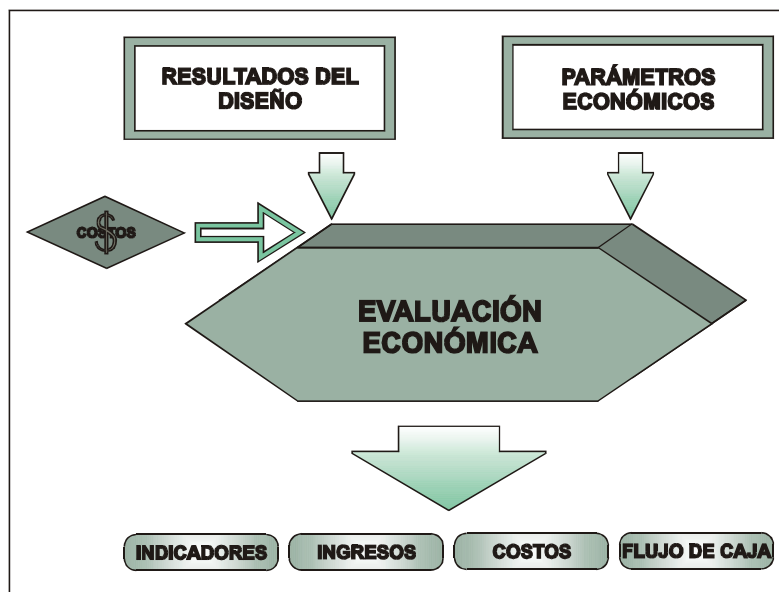 RESULTADOS DEL
DISEÑO
PARÁMETROS
ECONÓMICOS
COSTOS
$
EVALUACIÓN
ECONÓMICA
INDICADORES
INGRESOS
COSTOS
FLUJO DE CAJA